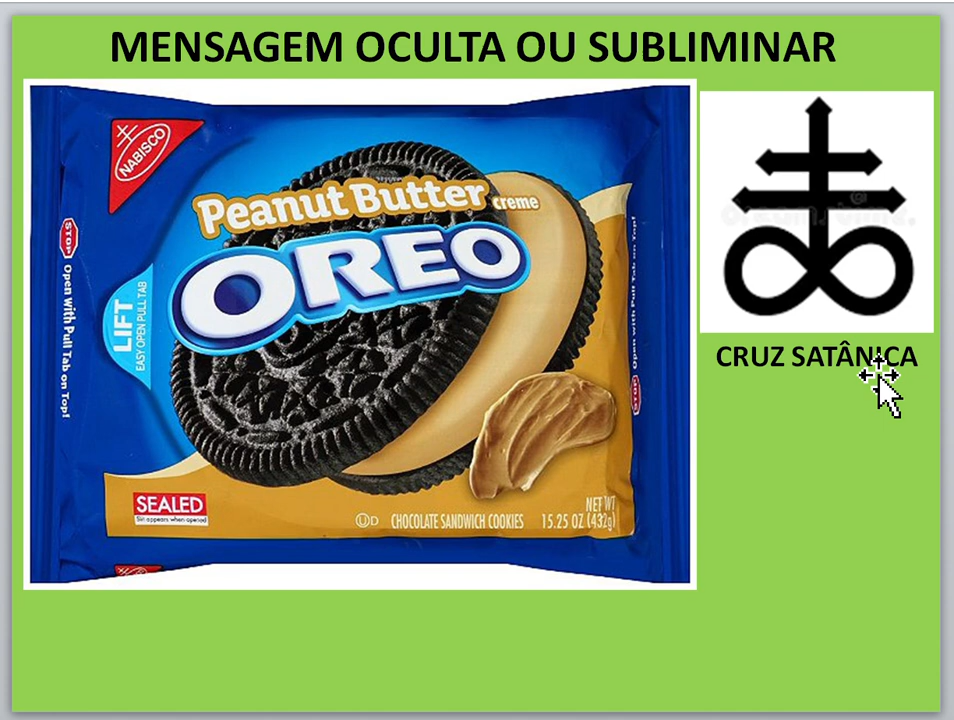 MENSAGEM OCULTA OU SUBLIMINAR
NABISCO
Peanut Butter creme
OREO
STOP Open with Pull Tab on Top!
LIFT
EASY OPEN PULL TAB
STOP Open with Pull Tab on Top!
SEALED
UD CHOCOLATE SANDWICH COOKIES
NET WT
15.25 OZ (432g)
CRUZ SATÂNICA